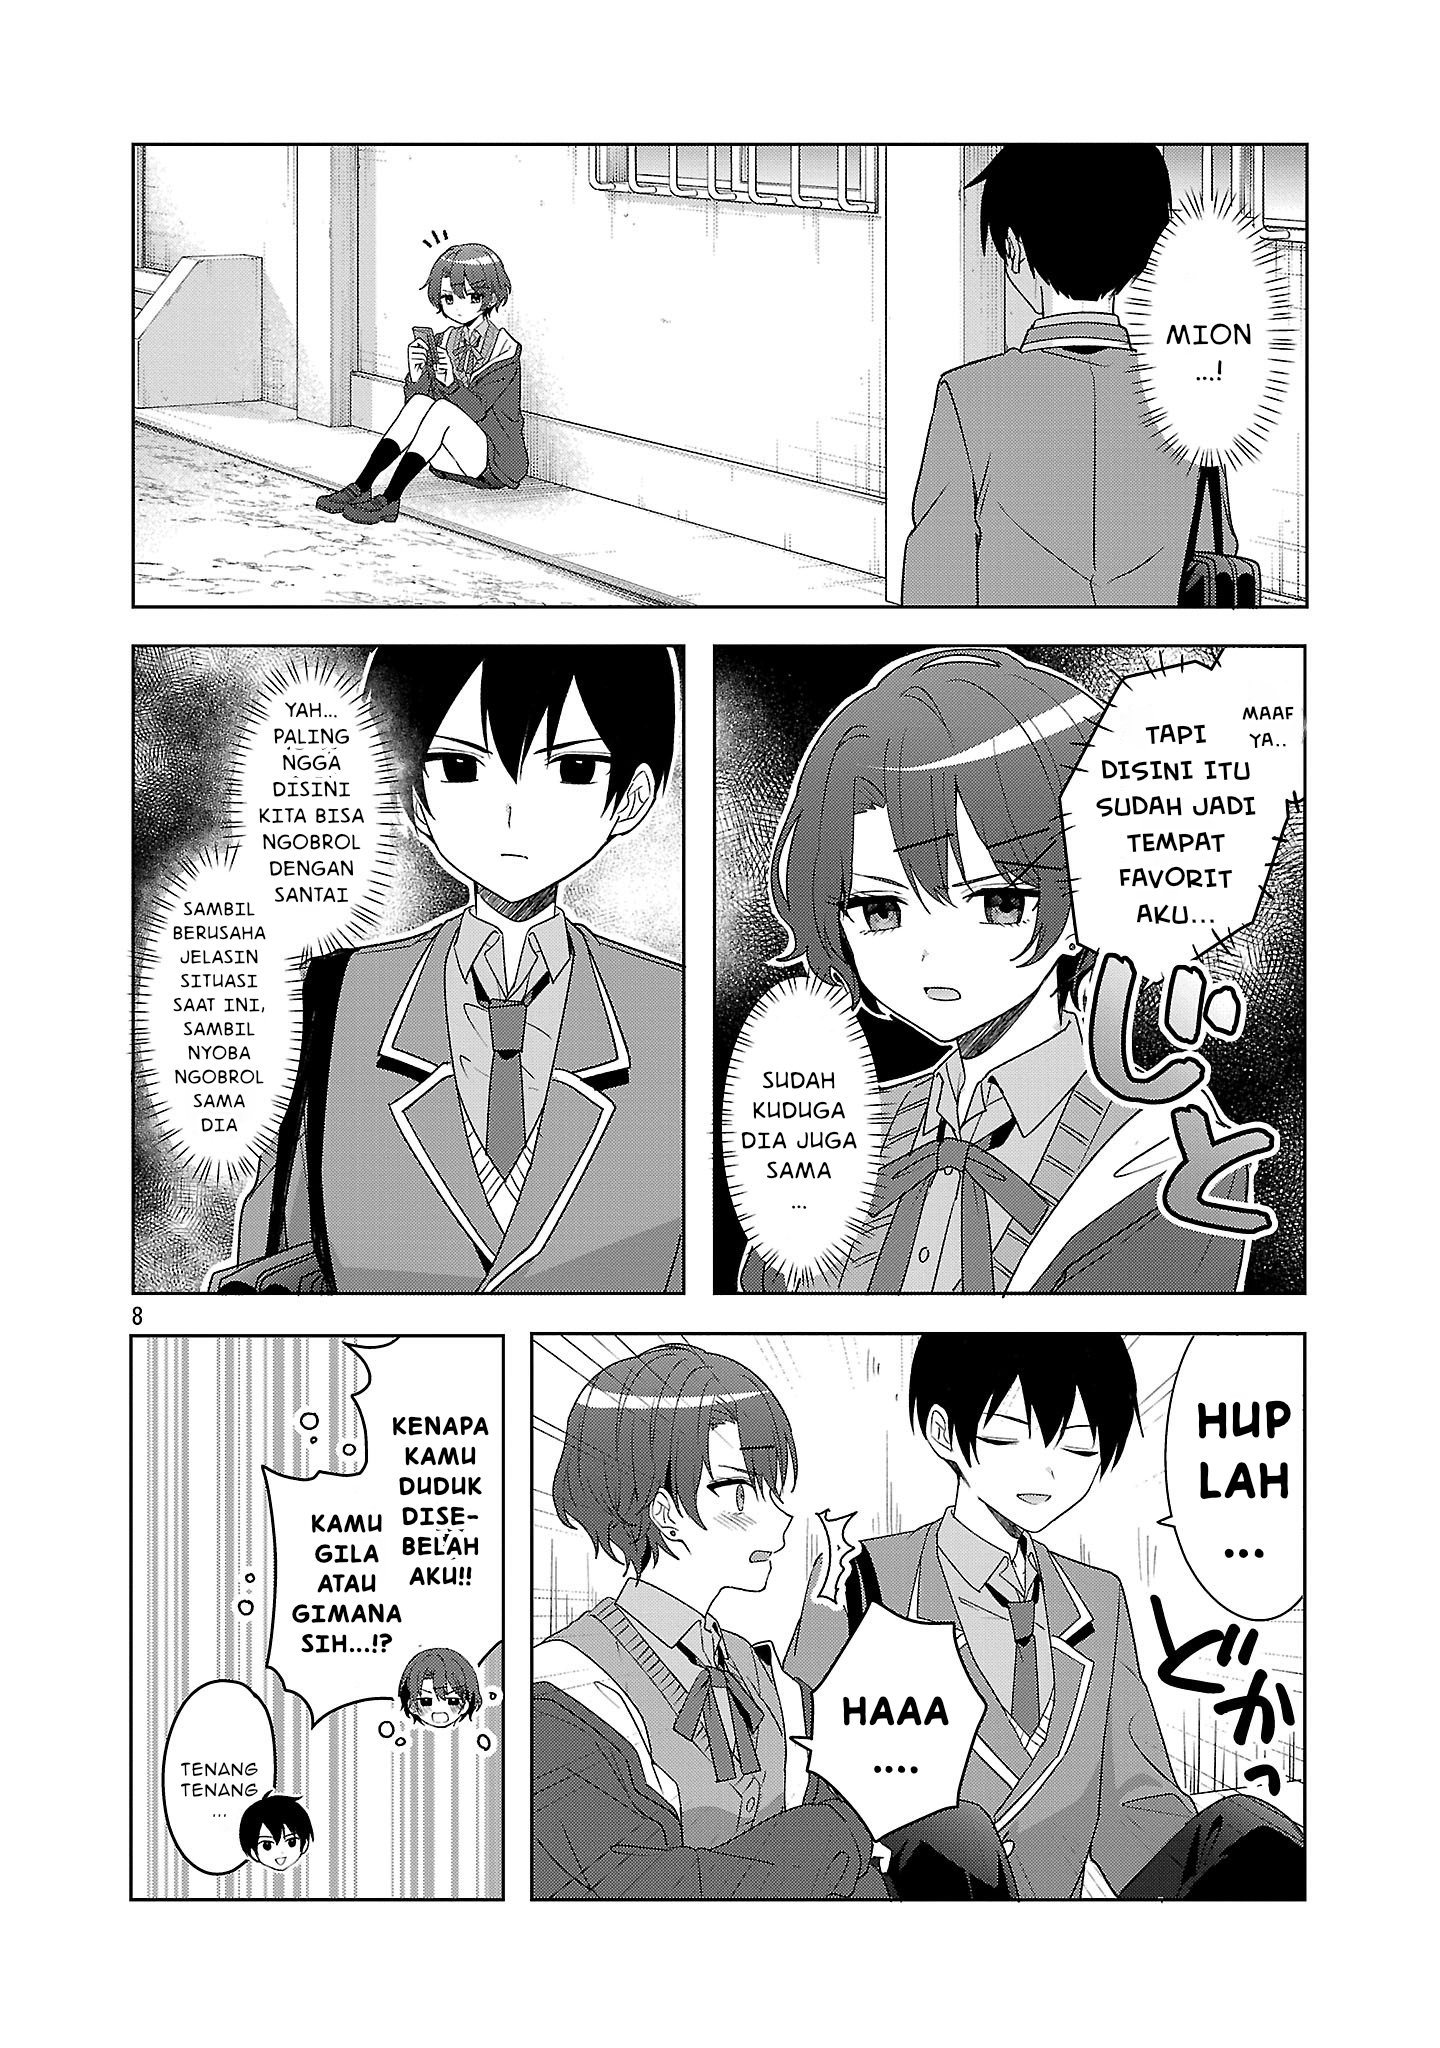 MION
...!
MAAF
YA..
TAPI
DISINI ITU
SUDAH JADI
TEMPAT
FAVORIT
AKU...
じとっ
SUDAH
KUDUGA
DIA JUGA
SAMA
...
YAH...
PALING
NGGA
DISINI
KITA BISA
NGOBROL
DENGAN
SANTAI
SAMBIL
BERUSAHA
JELASIN
SITUASI
SAAT INI,
SAMBIL
NYOBA
NGOBROL
SAMA
DIA
8
HUP
LAH
...
どかっ
HAAA
....
KENAPA
KAMU
DUDUK
DISE-
BELAH
AKU!!
KAMU
GILA
ATAU
GIMANA
SIH...!?
TENANG
TENANG
...